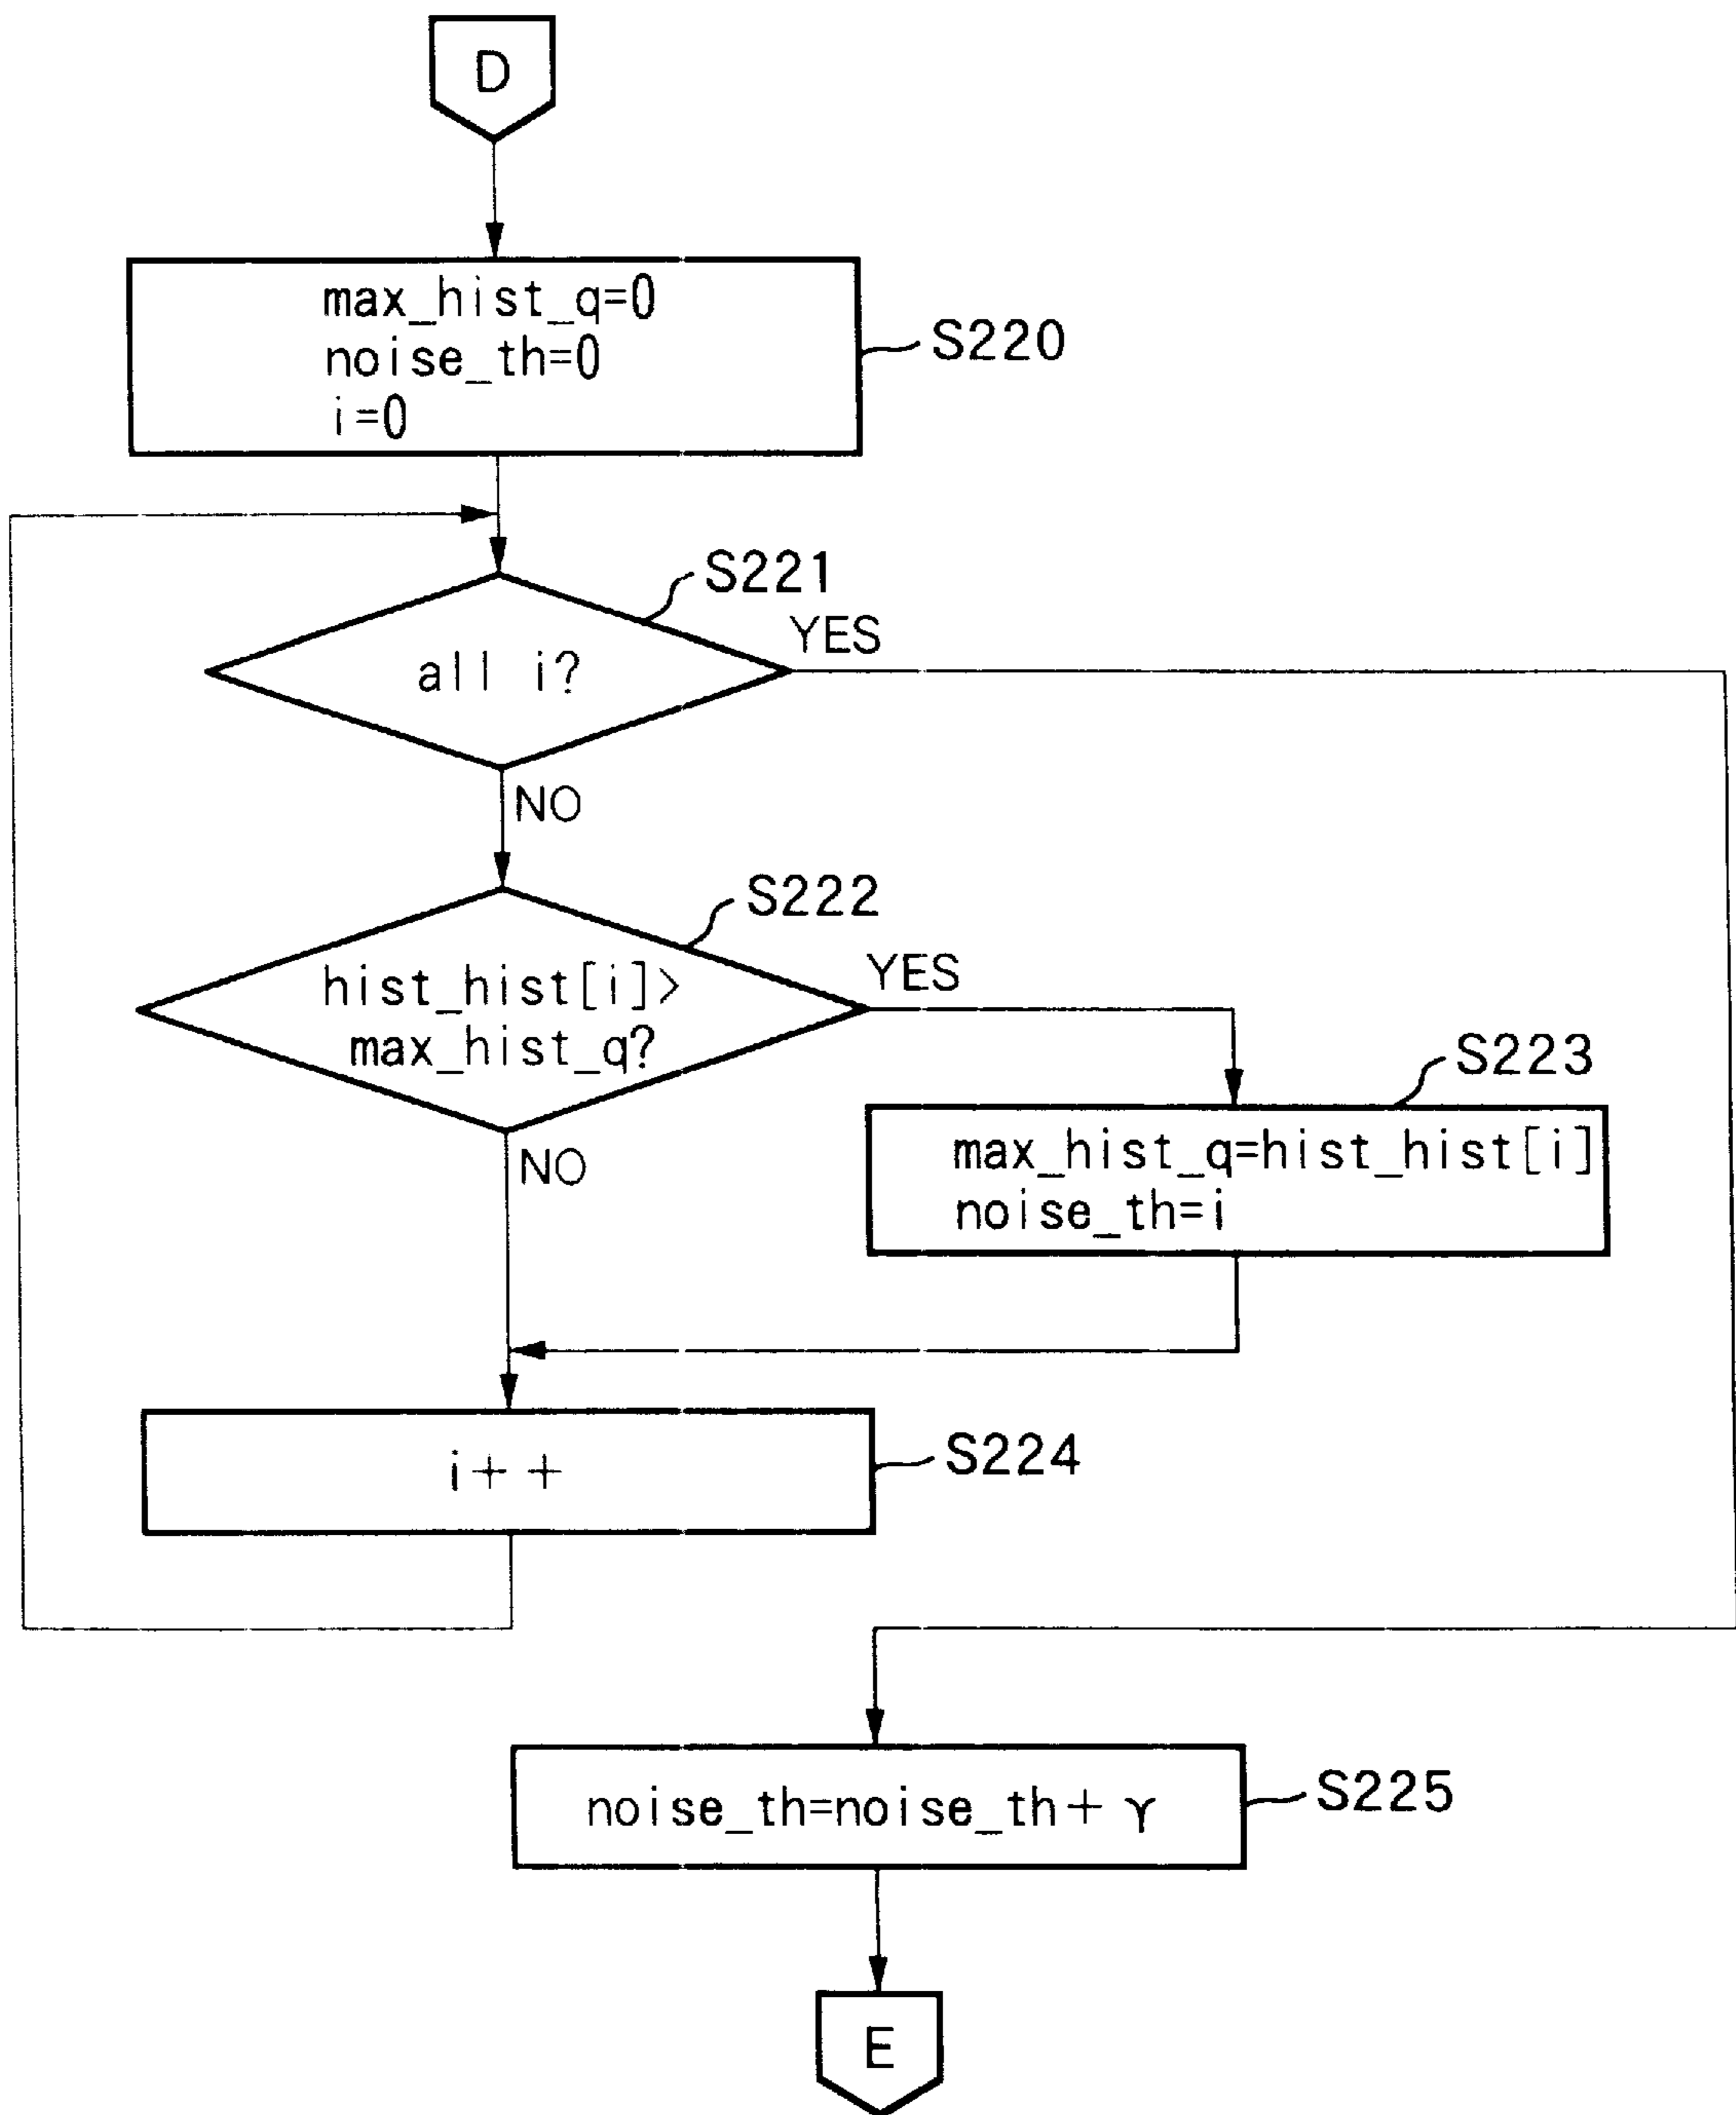 D
max_hist_q=0
noise_th=0
i=0
S220
S221
YES
all i?
NO
S222
YES
hist_hist[i]>
max_hist_q?
S223
max_hist_q=hist_hist[i]
noise_th=i
NO
i++
S224
noise_th=noise_th+γ
S225
E